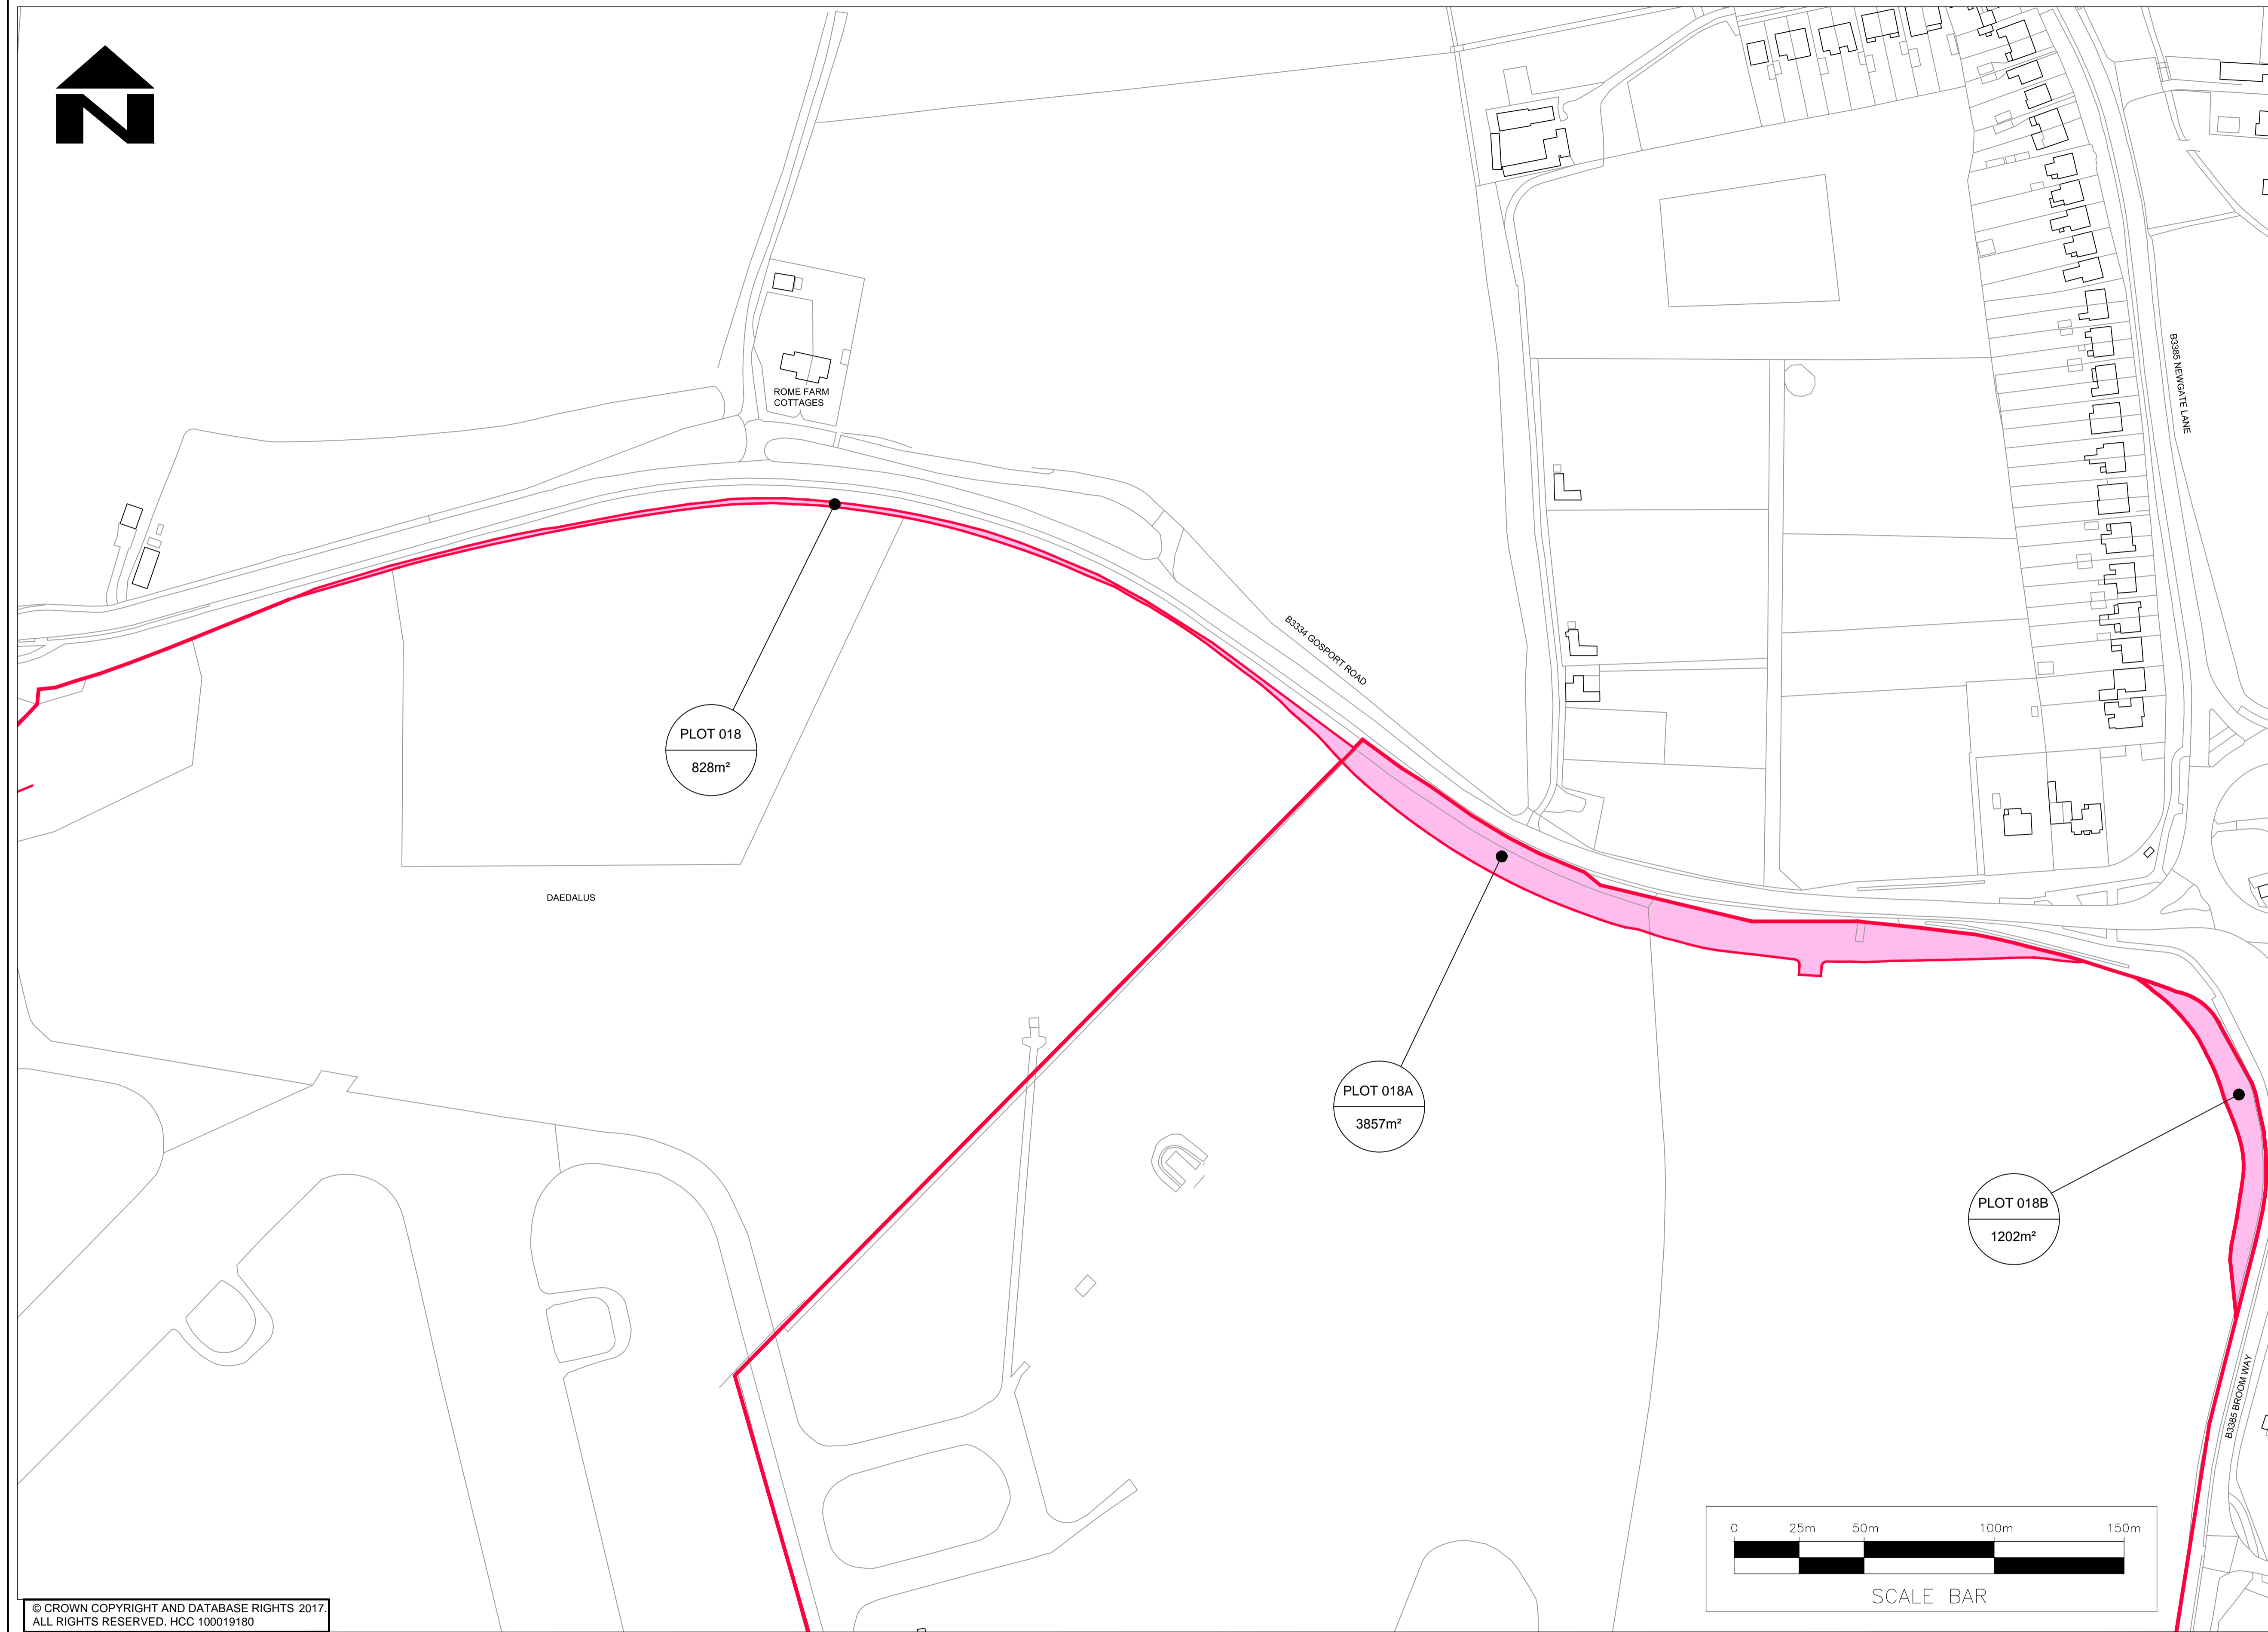 N
ROME FARM
COTTAGES
B3385 NEWGATE LANE
B3334 GOSPORT ROAD
PLOT 018
828m²
DAEDALUS
PLOT 018A
3857m²
PLOT 018B
1202m²
B3385 BROOM WAY
0 25m 50m 100m 150m
SCALE BAR
© CROWN COPYRIGHT AND DATABASE RIGHTS 2017.
ALL RIGHTS RESERVED. HCC 100019180